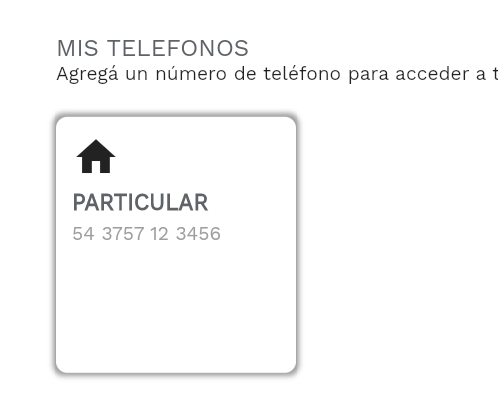 MIS TELEFONOS
Agregá un número de teléfono para acceder a t
PARTICULAR
54 3757 12 3456